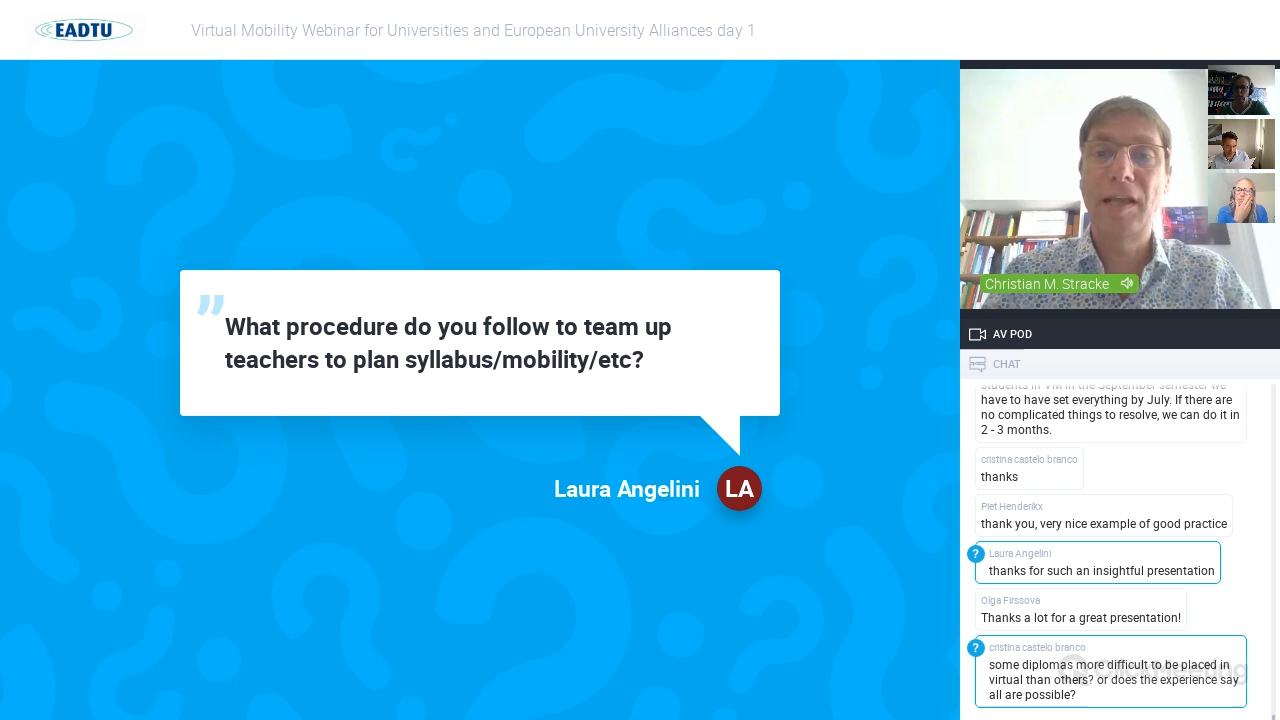 EADTU
Virtual Mobility Webinar for Universities and European University Alliances day 1
What procedure do you follow to team up
teachers to plan syllabus/mobility/etc?
Laura Angelini
LA
Christian M. Stracke
AV POD
CHAT
students in VM in the September semester we
have to have set everything by July. If there are
no complicated things to resolve, we can do it in
2 - 3 months.
cristina castelo branco
thanks
Piet Henderikx
thank you, very nice example of good practice
?
Laura Angelini
thanks for such an insightful presentation
Olga Firssova
Thanks a lot for a great presentation!
?
cristina castelo branco
some diplomas more difficult to be placed in
virtual than others? or does the experience say
all are possible?
ClickMeeting